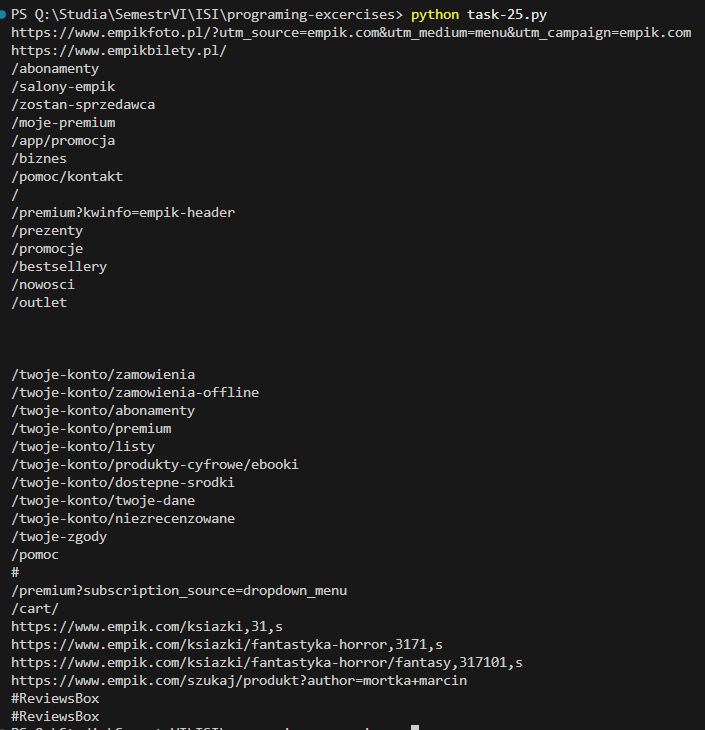 PS Q:\Studia\SemestrVI\ISI\programing-excercises> python task-25.py
https://www.empikfoto.pl/?utm_source=empik.com&utm_medium=menu&utm_campaign=empik.com
https://www.empikbilety.pl/
/abonamenty
/salony-empik
/zostan-sprzedawca
/moje-premium
/app/promocja
/biznes
/pomoc/kontakt
/
/premium?kwinfo=empik-header
/prezenty
/promocje
/bestsellery
/nowosci
/outlet
/twoje-konto/zamowienia
/twoje-konto/zamowienia-offline
/twoje-konto/abonamenty
/twoje-konto/premium
/twoje-konto/listy
/twoje-konto/produkty-cyfrowe/ebooki
/twoje-konto/dostepne-srodki
/twoje-konto/twoje-dane
/twoje-konto/niezrecenzowane
/twoje-zgody
/pomoc
#
/premium?subscription_source=dropdown_menu
/cart/
https://www.empik.com/ksiazki,31,s
https://www.empik.com/ksiazki/fantastyka-horror,3171,s
https://www.empik.com/ksiazki/fantastyka-horror/fantasy,317101,s
https://www.empik.com/szukaj/produkt?author=mortka+marcin
#ReviewsBox
#ReviewsBox